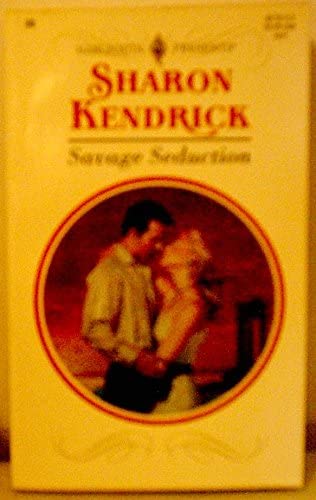 HARLEQUIN PRESENTS
SHARON
KENDRICK
Savage Seduction